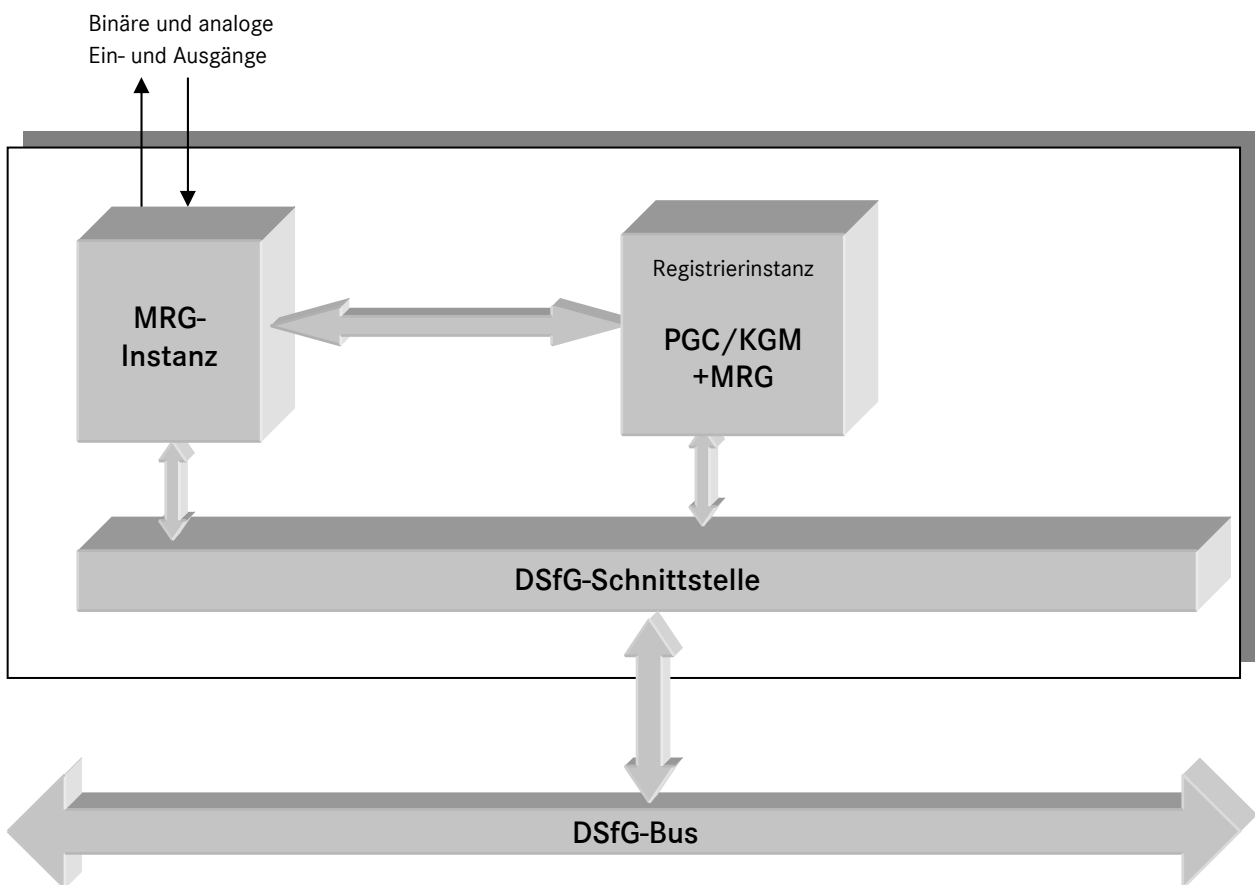 Binäre und analoge
Ein- und Ausgänge
MRG-
Instanz
Registrierinstanz
PGC/KGM
+MRG
DSfG-Schnittstelle
DSfG-Bus